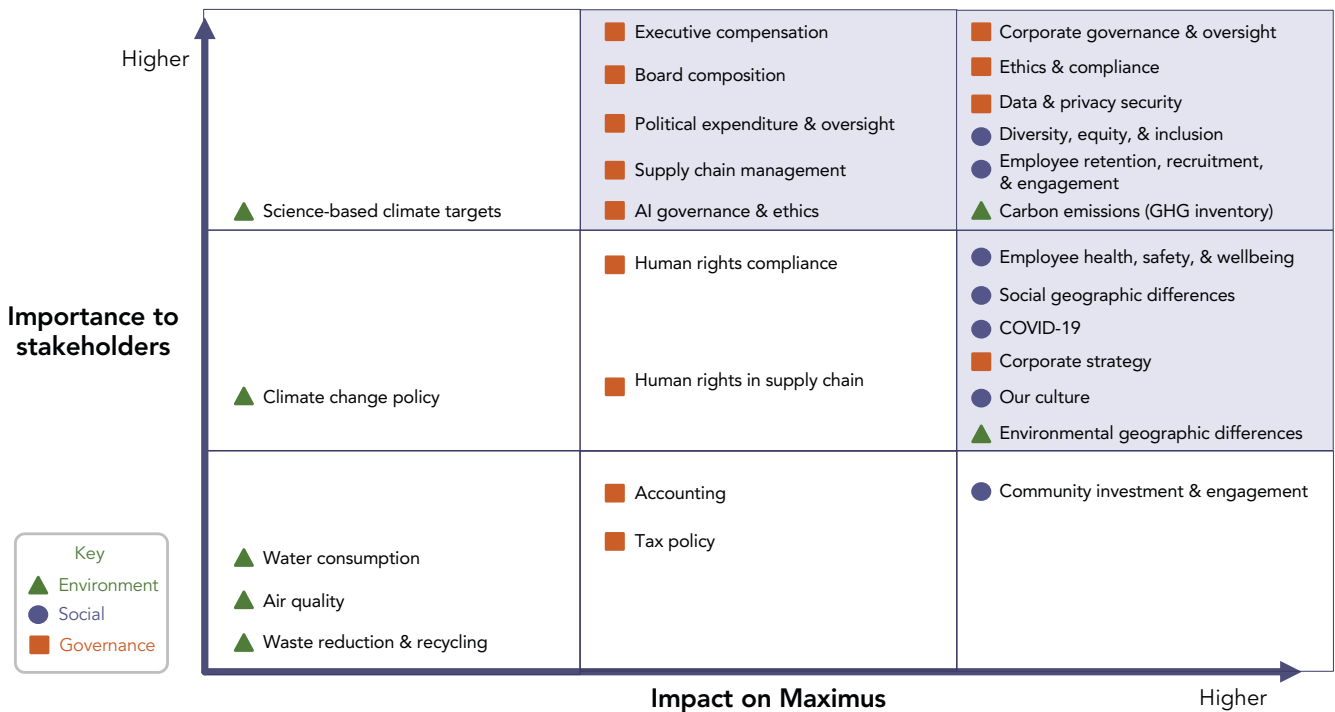 Higher
Importance to
stakeholders
Science-based climate targets
Executive compensation
Board composition
Political expenditure & oversight
Supply chain management
AI governance & ethics
Corporate governance & oversight
Ethics & compliance
Data & privacy security
Diversity, equity, & inclusion
Employee retention, recruitment,
& engagement
Carbon emissions (GHG inventory)
Climate change policy
Human rights compliance
Human rights in supply chain
Employee health, safety, & wellbeing
Social geographic differences
COVID-19
Corporate strategy
Our culture
Environmental geographic differences
Water consumption
Air quality
Waste reduction & recycling
Accounting
Tax policy
Community investment & engagement
Key
Environment
Social
Governance
Impact on Maximus
Higher